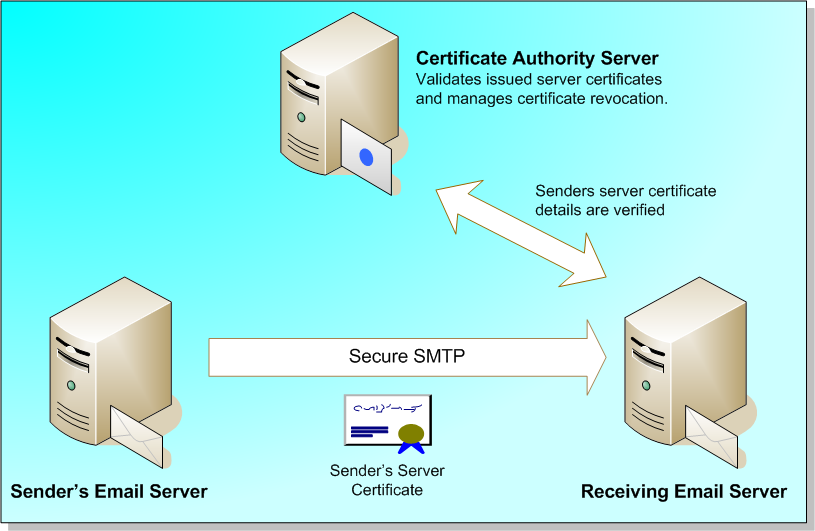 Certificate Authority Server
Validates issued server certificates
and manages certificate revocation.
Senders server certificate
details are verified
Secure SMTP
Sender's Server
Certificate
Sender's Email Server
Receiving Email Server